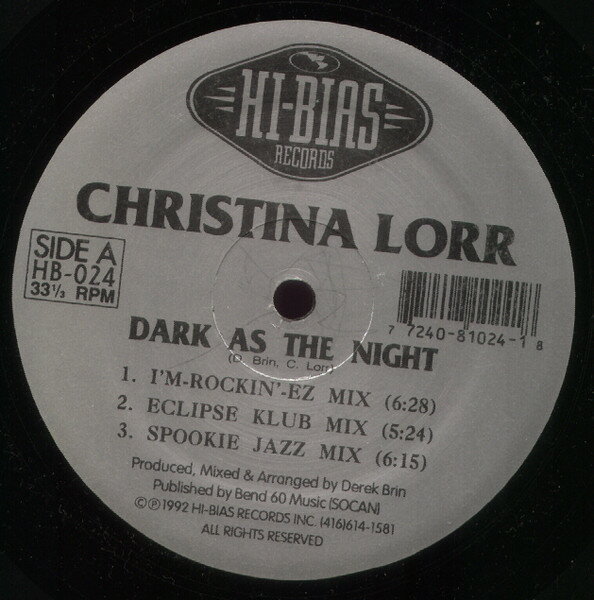 HI-BIAS
RECORDS
CHRISTINA LORR
SIDE A
HB-024
33⅓ RPM
7 7240-81024-1 8
DARK AS THE NIGHT
(D. Brin, C. Lorr)
1. I'M-ROCKIN'-EZ MIX (6:28)
2. ECLIPSE KLUB MIX (5:24)
3. SPOOKIE JAZZ MIX (6:15)
Produced, Mixed & Arranged by Derek Brin
Published by Bend 60 Music (SOCAN)
©℗1992 HI-BIAS RECORDS INC. (416)614-1581
ALL RIGHTS RESERVED